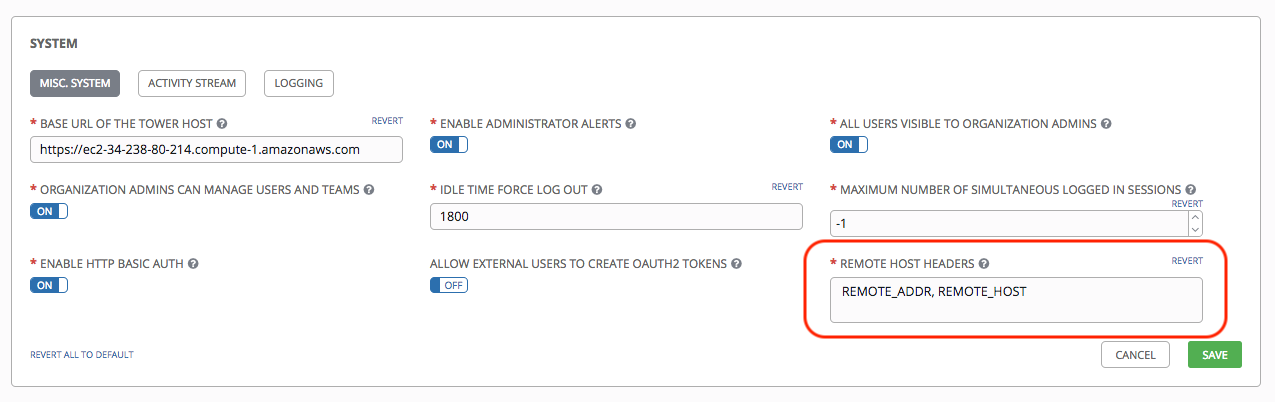 SYSTEM
MISC. SYSTEM ACTIVITY STREAM LOGGING
* BASE URL OF THE TOWER HOST ? REVERT
https://ec2-34-238-80-214.compute-1.amazonaws.com
* ENABLE ADMINISTRATOR ALERTS ?
ON
* ALL USERS VISIBLE TO ORGANIZATION ADMINS ?
ON
* ORGANIZATION ADMINS CAN MANAGE USERS AND TEAMS ?
ON
* IDLE TIME FORCE LOG OUT ? REVERT
1800
* MAXIMUM NUMBER OF SIMULTANEOUS LOGGED IN SESSIONS ?
REVERT
-1
* ENABLE HTTP BASIC AUTH ?
ON
ALLOW EXTERNAL USERS TO CREATE OAUTH2 TOKENS ?
OFF
* REMOTE HOST HEADERS ? REVERT
REMOTE_ADDR, REMOTE_HOST
REVERT ALL TO DEFAULT
CANCEL SAVE